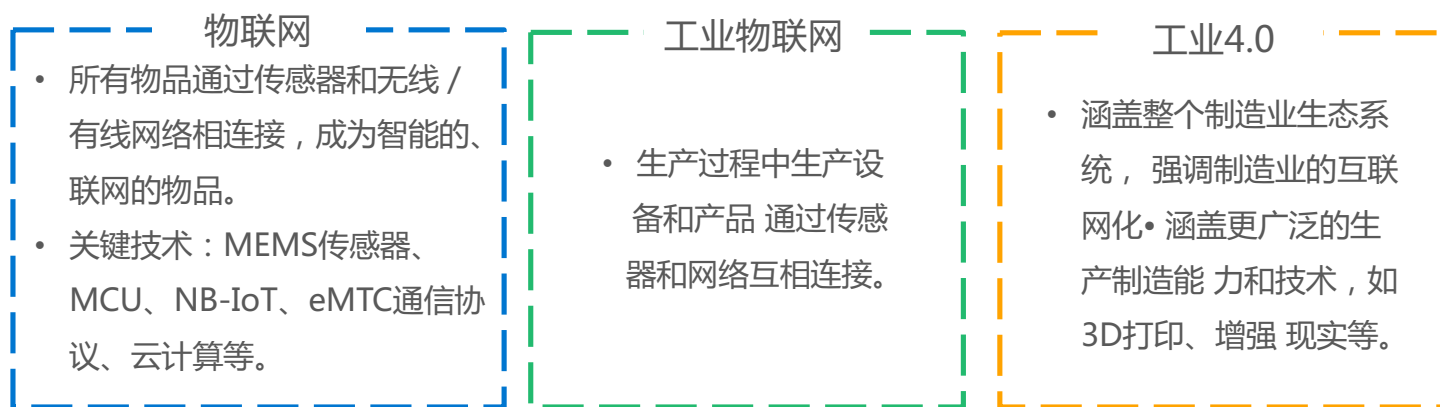 物联网
• 所有物品通过传感器和无线 /
有线网络相连接，成为智能的、
联网的物品。
• 关键技术：MEMS传感器、
MCU、NB-IoT、eMTC通信协
议、云计算等。
工业物联网
• 生产过程中生产设
备和产品 通过传感
器和网络互相连接。
工业4.0
• 涵盖整个制造业生态系
统， 强调制造业的互联
网化• 涵盖更广泛的生
产制造能 力和技术，如
3D打印、增强 现实等。